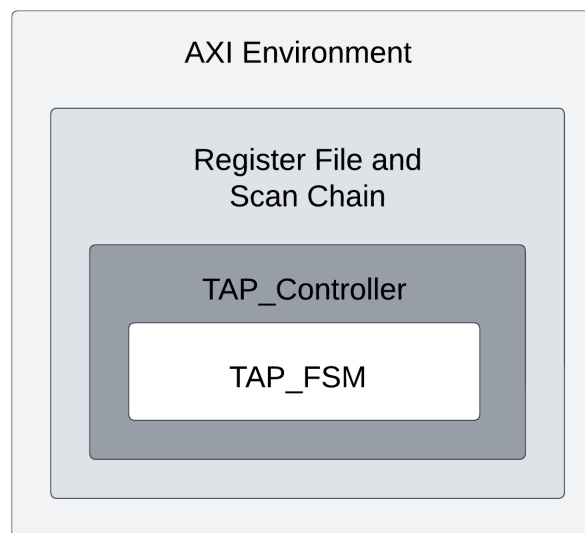 AXI Environment
Register File and
Scan Chain
TAP_Controller
TAP_FSM